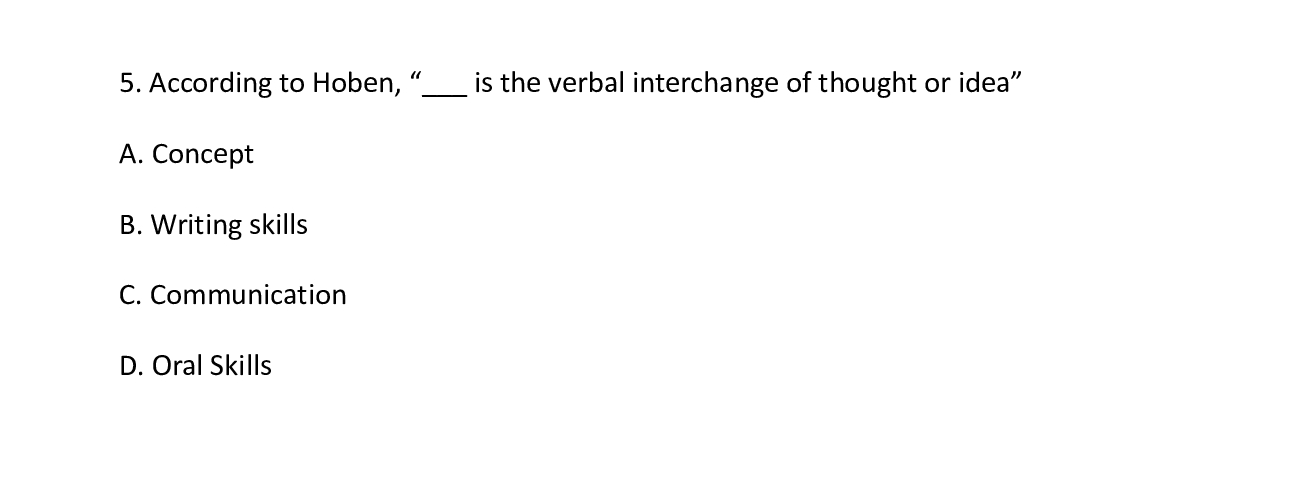 5. According to Hoben, “___ is the verbal interchange of thought or idea”
A. Concept
B. Writing skills
C. Communication
D. Oral Skills